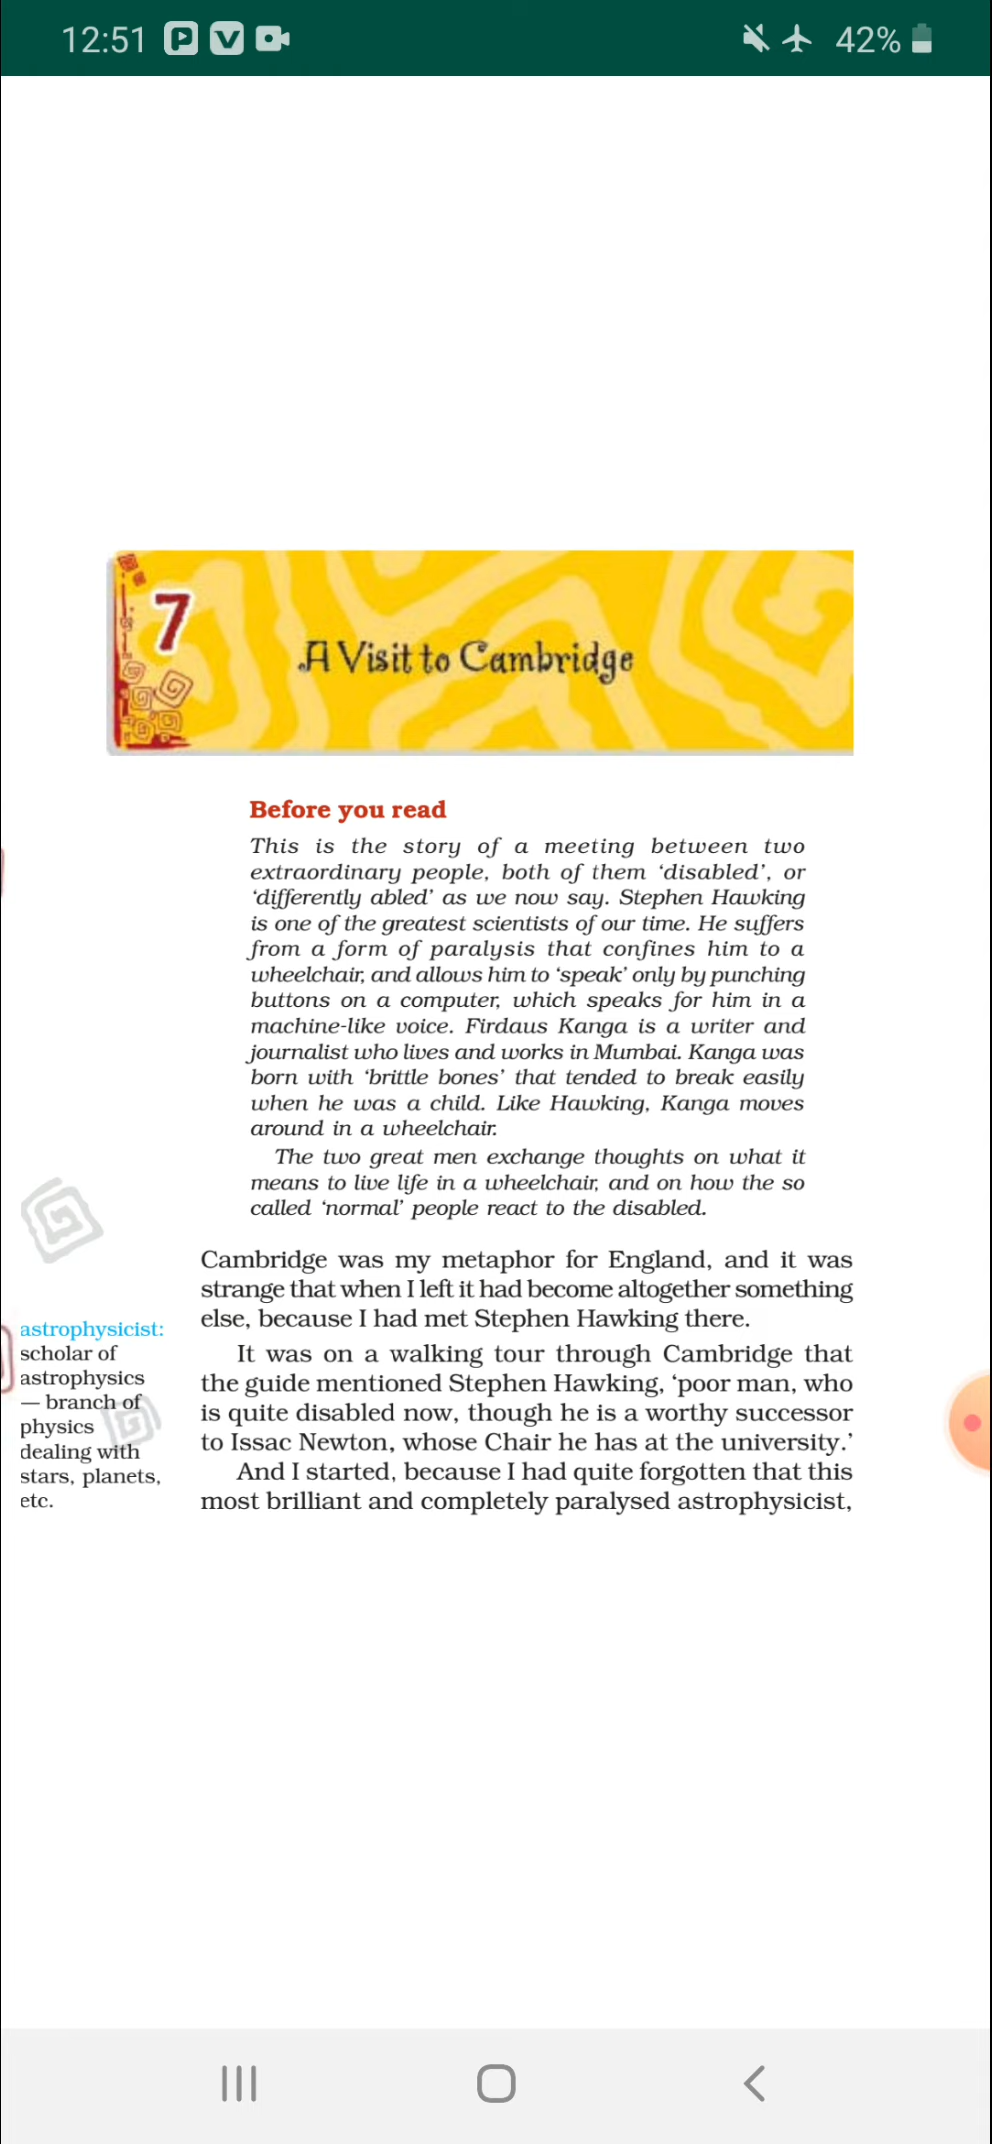 12:51 P V 42%
7
A Visit to Cambridge
Before you read
This is the story of a meeting between two
extraordinary people, both of them ‘disabled’, or
‘differently abled’ as we now say. Stephen Hawking
is one of the greatest scientists of our time. He suffers
from a form of paralysis that confines him to a
wheelchair, and allows him to ‘speak’ only by punching
buttons on a computer, which speaks for him in a
machine-like voice. Firdaus Kanga is a writer and
journalist who lives and works in Mumbai. Kanga was
born with ‘brittle bones’ that tended to break easily
when he was a child. Like Hawking, Kanga moves
around in a wheelchair.
The two great men exchange thoughts on what it
means to live life in a wheelchair, and on how the so
called ‘normal’ people react to the disabled.
Cambridge was my metaphor for England, and it was
strange that when I left it had become altogether something
else, because I had met Stephen Hawking there.
It was on a walking tour through Cambridge that
the guide mentioned Stephen Hawking, ‘poor man, who
is quite disabled now, though he is a worthy successor
to Issac Newton, whose Chair he has at the university.’
And I started, because I had quite forgotten that this
most brilliant and completely paralysed astrophysicist,
astrophysicist:
scholar of
astrophysics
— branch of
physics
dealing with
stars, planets,
etc.